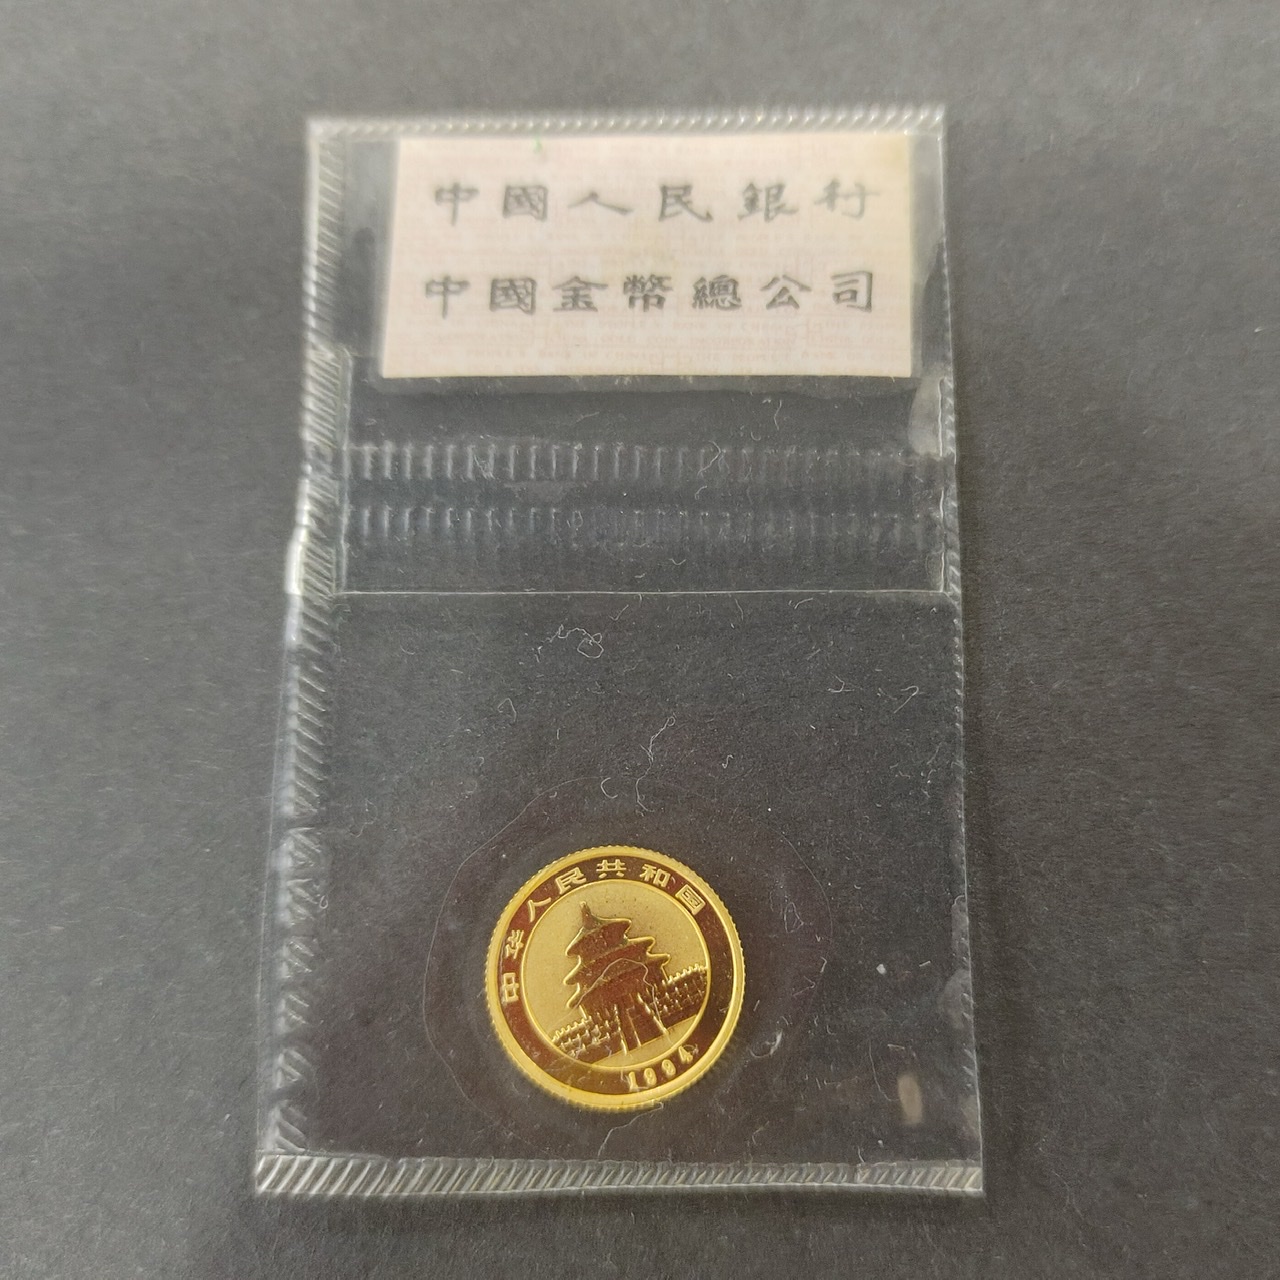 中國人民銀行
中國金幣總公司
中华人民共和国
1994